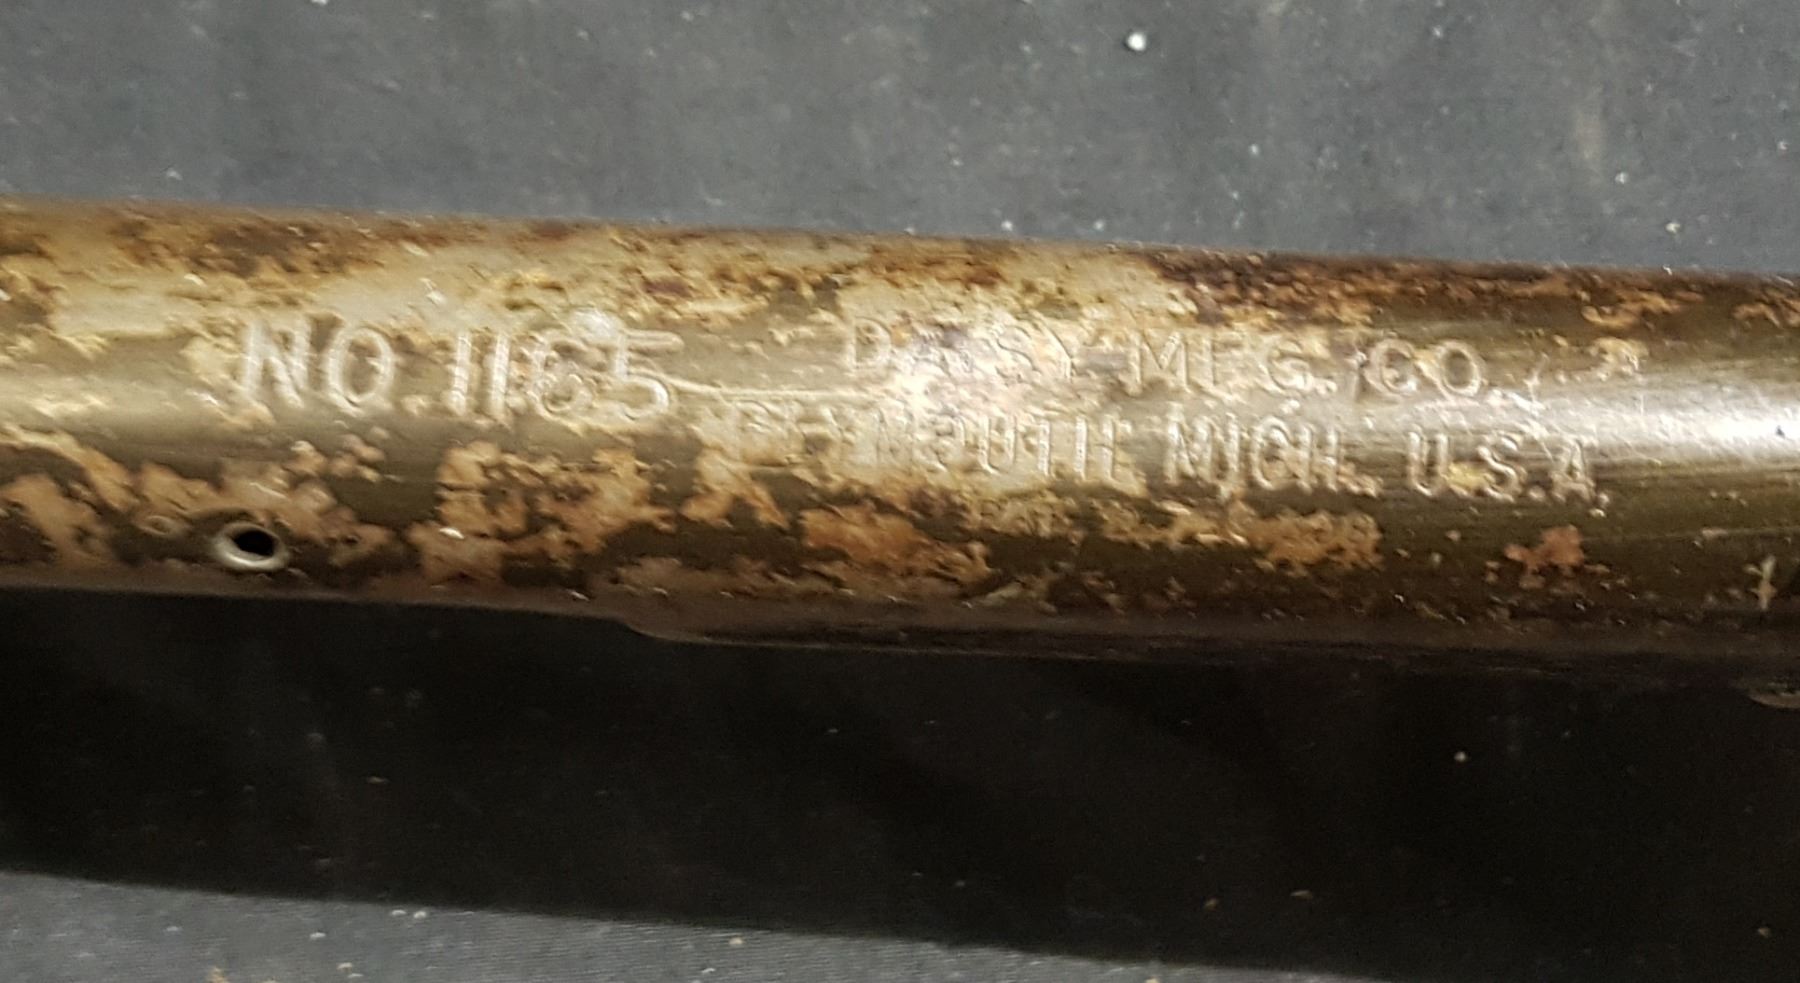 NO. 1165 DAISY MFG. CO.
PLYMOUTH MICH. U.S.A.